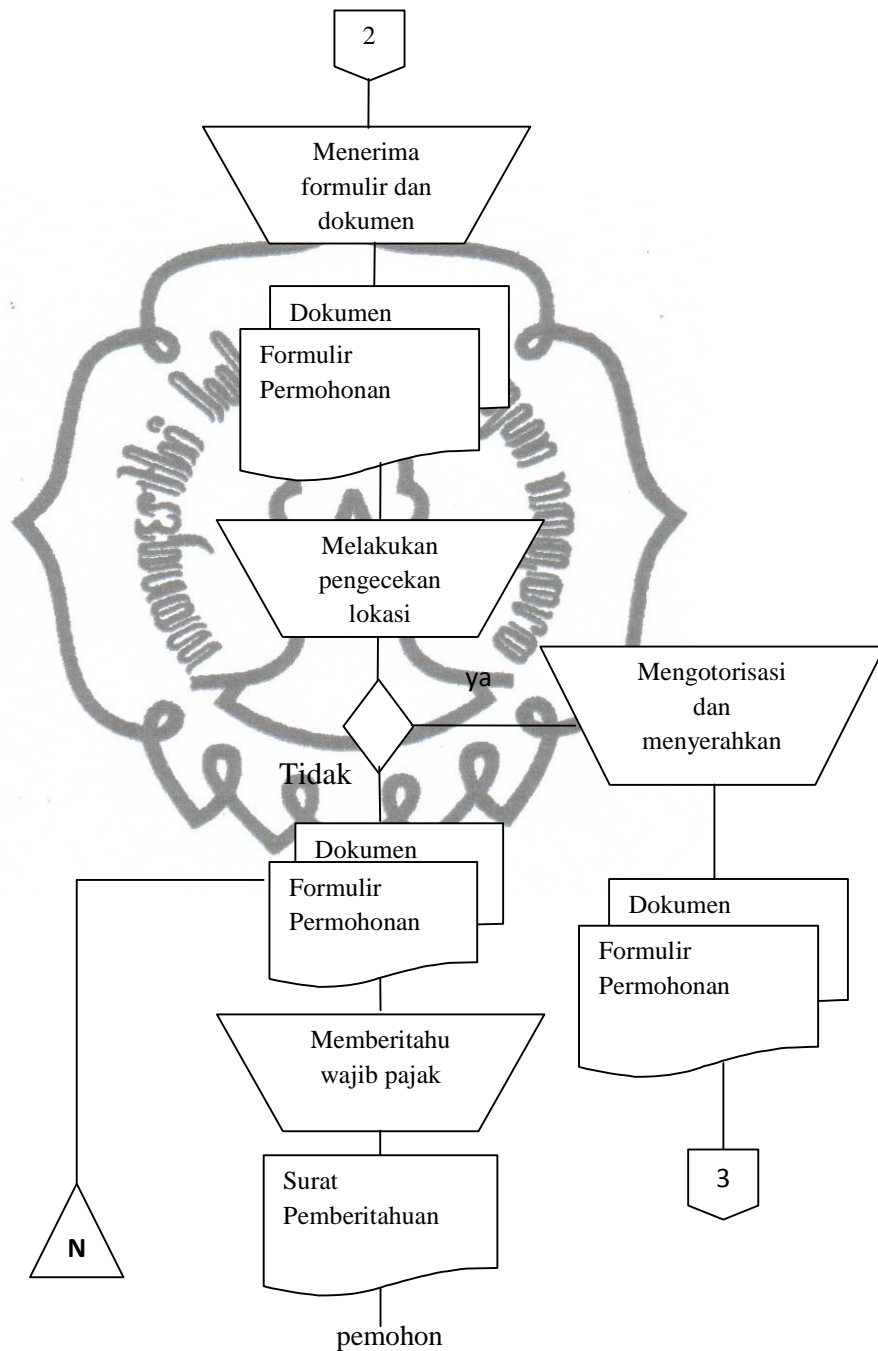 2
Menerima
formulir dan
dokumen
Dokumen
Formulir
Permohonan
Melakukan
pengecekan
lokasi
ya
Mengotorisasi
dan
menyerahkan
Tidak
Dokumen
Formulir
Permohonan
Dokumen
Formulir
Permohonan
Memberitahu
wajib pajak
3
Surat
Pemberitahuan
N
pemohon